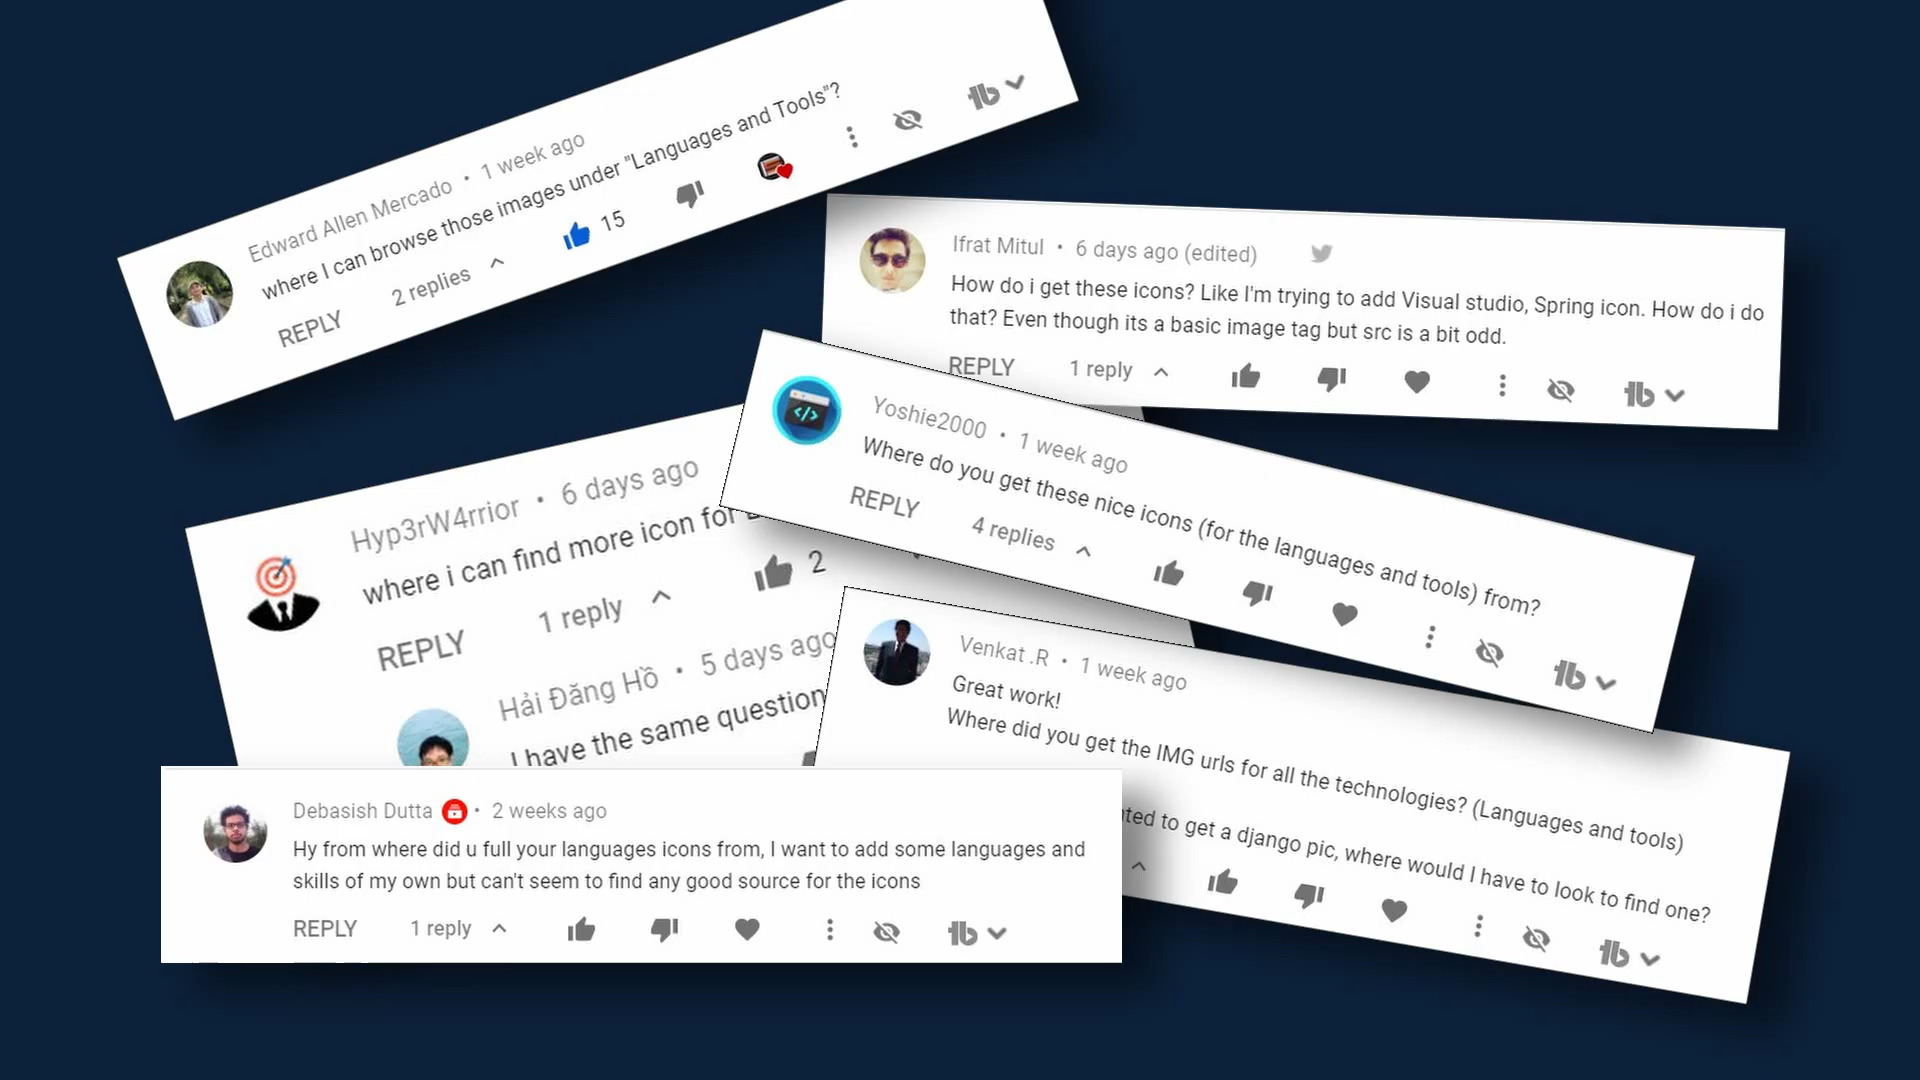 Edward Allen Mercado • 1 week ago
where I can browse those images under "Languages and Tools"?
REPLY 2 replies 15
Ifrat Mitul • 6 days ago (edited)
How do i get these icons? Like I'm trying to add Visual studio, Spring icon. How do i do
that? Even though its a basic image tag but src is a bit odd.
REPLY 1 reply
Yoshie2000 • 1 week ago
Where do you get these nice icons (for the languages and tools) from?
REPLY 4 replies
Hyp3rW4rrior • 6 days ago
where i can find more icon for
REPLY 1 reply 2
Hải Đăng Hồ • 5 days ago
I have the same question
Venkat .R • 1 week ago
Great work!
Where did you get the IMG urls for all the technologies? (Languages and tools)
to get a django pic, where would I have to look to find one?
Debasish Dutta • 2 weeks ago
Hy from where did u full your languages icons from, I want to add some languages and
skills of my own but can't seem to find any good source for the icons
REPLY 1 reply